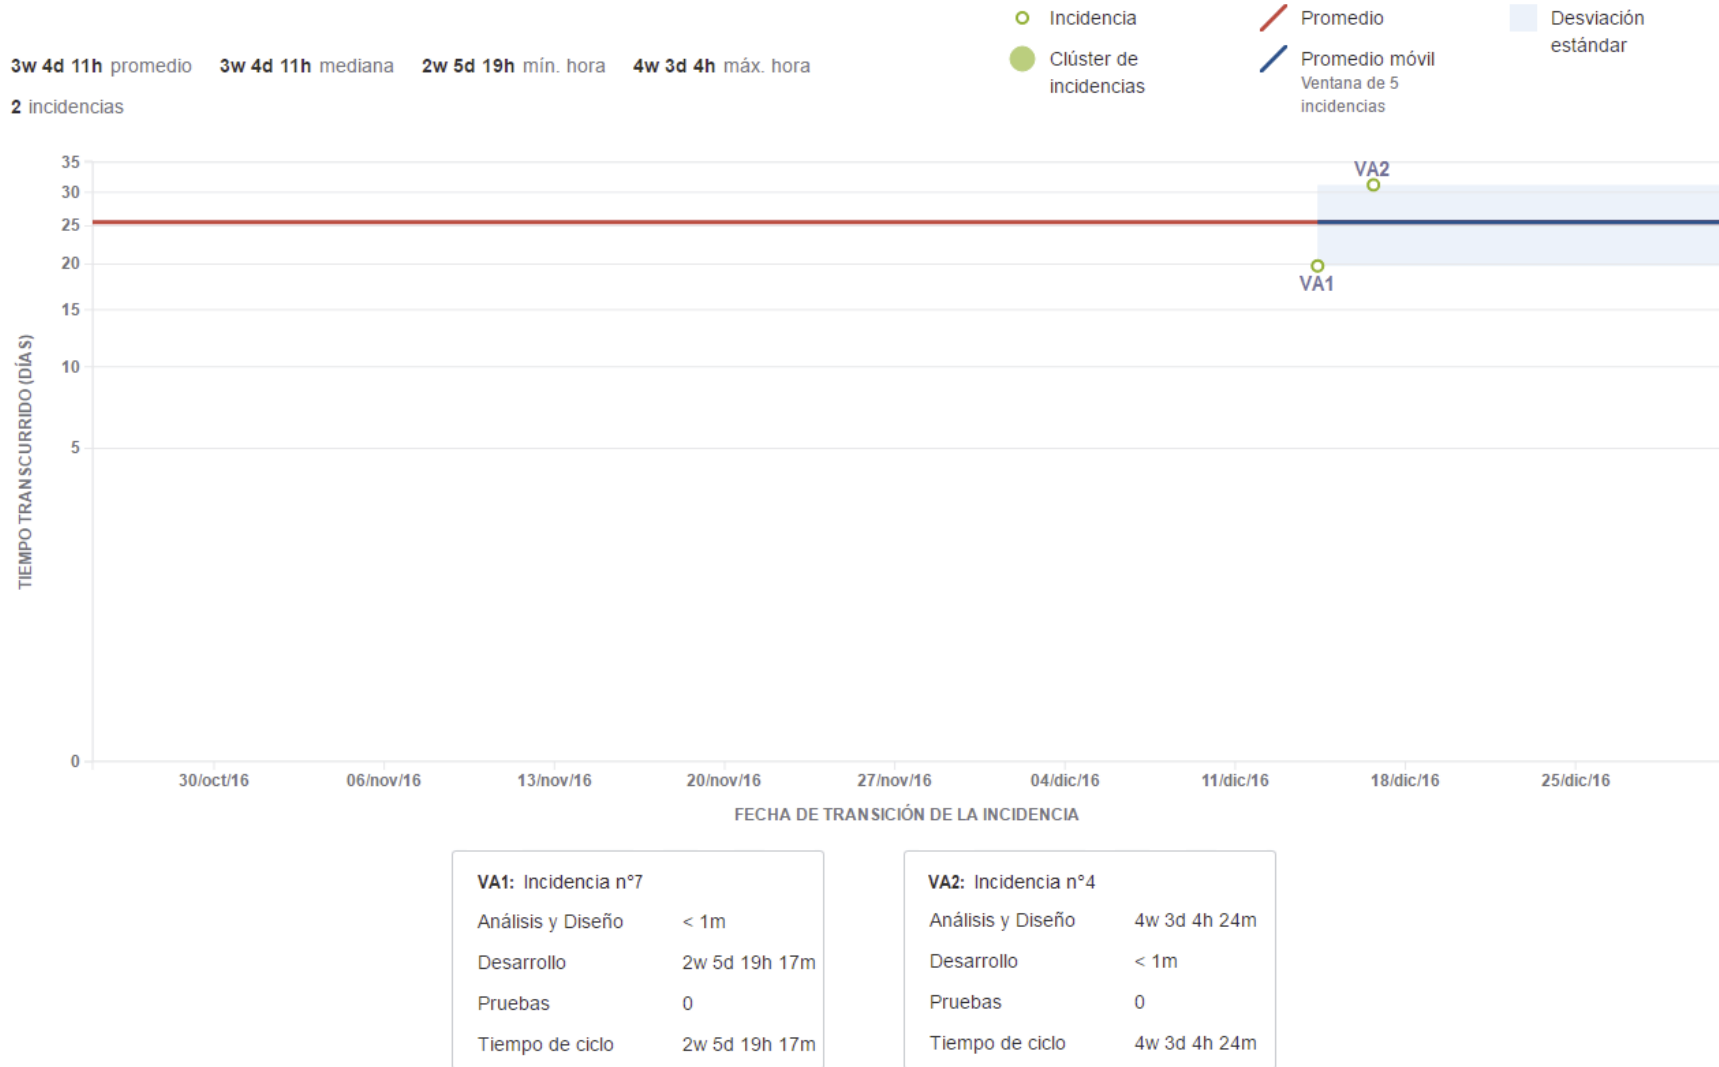 Incidencia
Promedio
Desviación
estándar
Clúster de
incidencias
Promedio móvil
Ventana de 5
incidencias
3w 4d 11h promedio 3w 4d 11h mediana 2w 5d 19h mín. hora 4w 3d 4h máx. hora
2 incidencias
35
30
25
20
15
10
5
0
TIEMPO TRANSCURRIDO (DÍAS)
VA2
VA1
30/oct/16 06/nov/16 13/nov/16 20/nov/16 27/nov/16 04/dic/16 11/dic/16 18/dic/16 25/dic/16
FECHA DE TRANSICIÓN DE LA INCIDENCIA
VA1: Incidencia n°7
Análisis y Diseño < 1m
Desarrollo 2w 5d 19h 17m
Pruebas 0
Tiempo de ciclo 2w 5d 19h 17m
VA2: Incidencia n°4
Análisis y Diseño 4w 3d 4h 24m
Desarrollo < 1m
Pruebas 0
Tiempo de ciclo 4w 3d 4h 24m